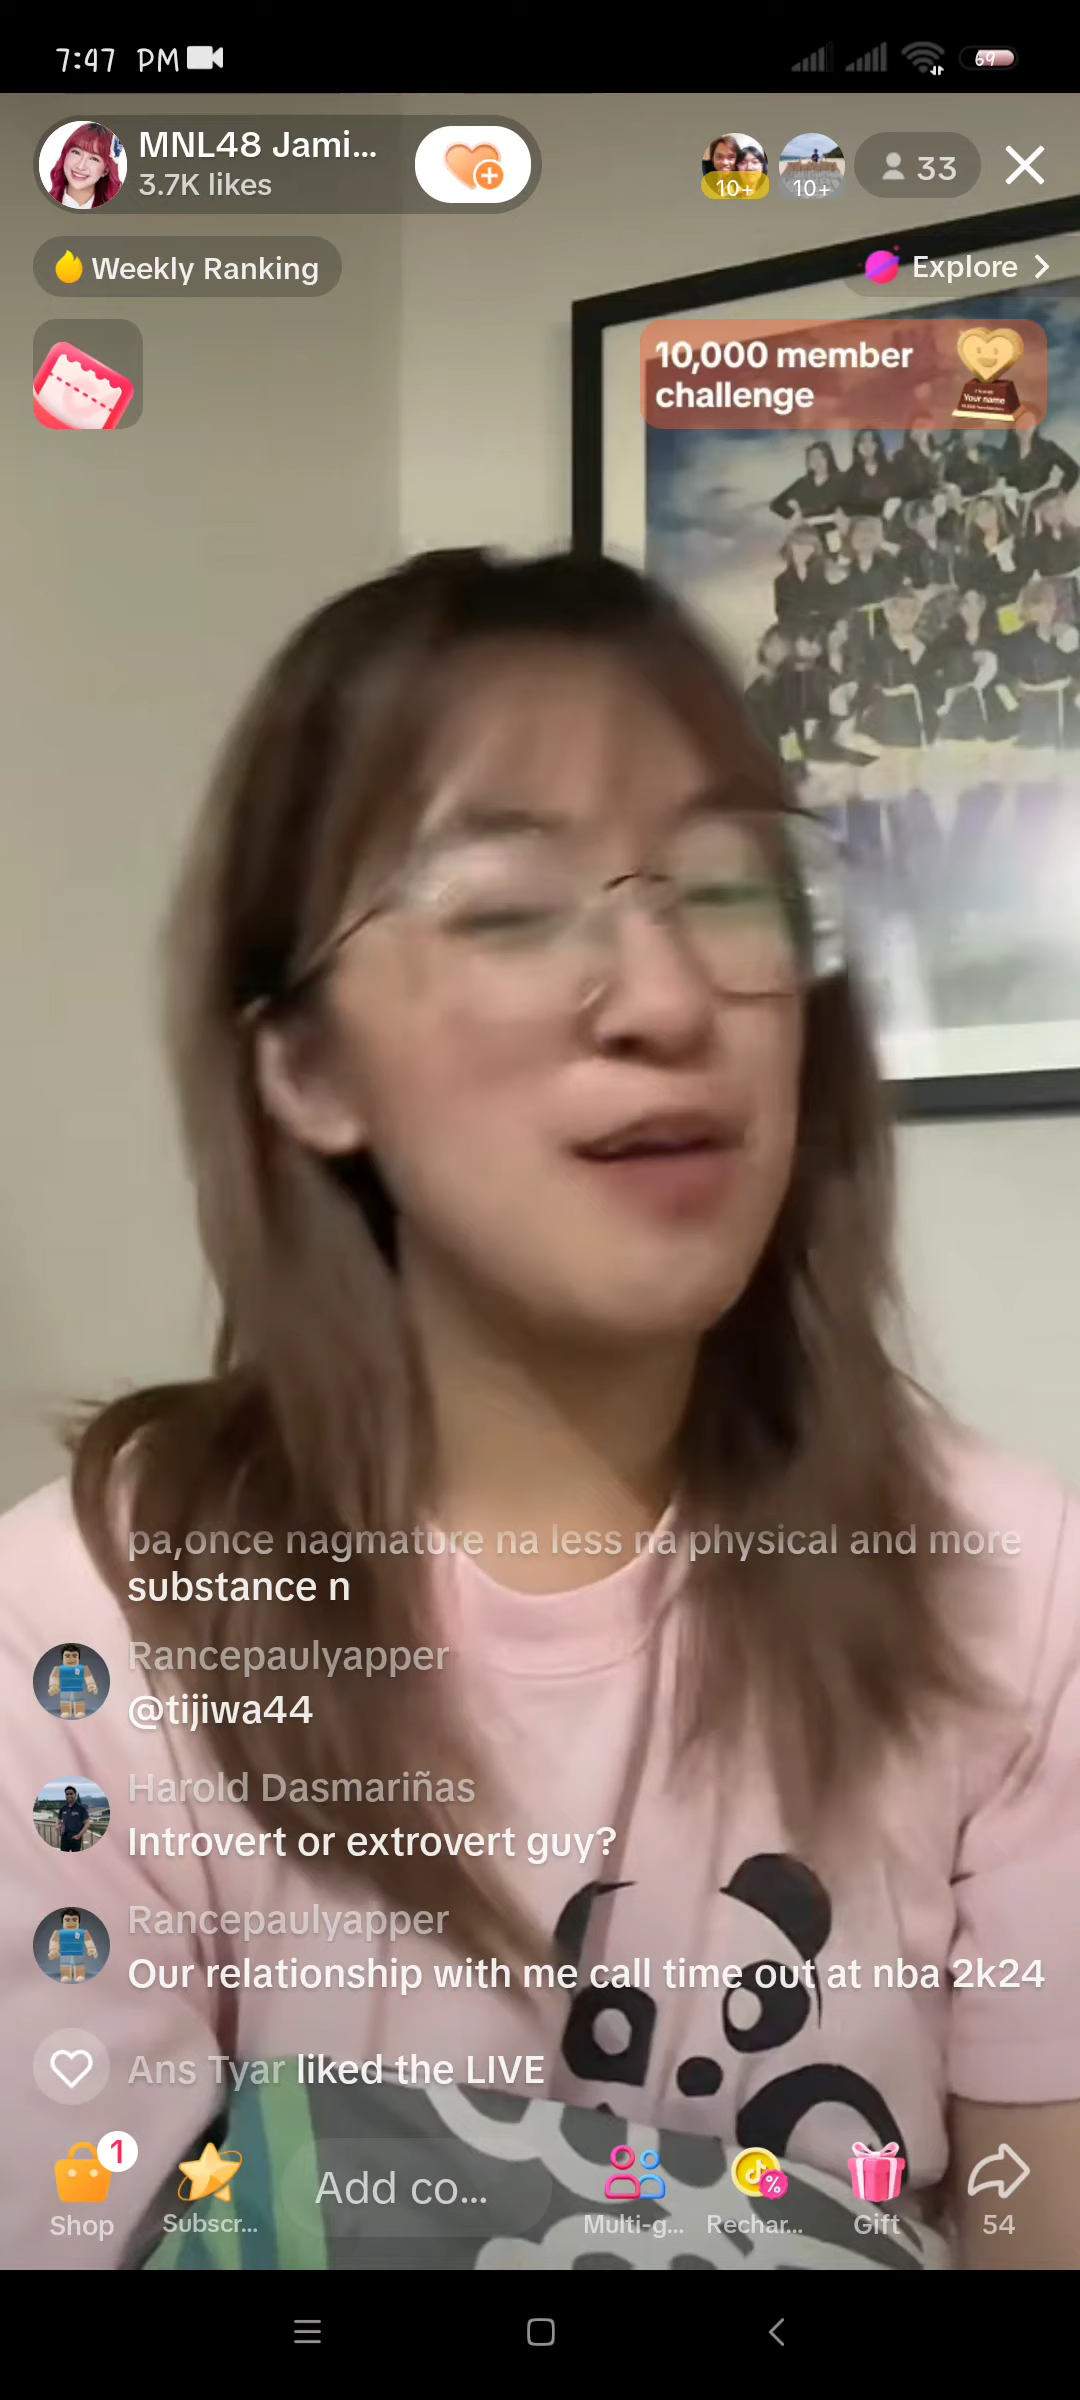 7:47 PM
69
MNL48 Jami...
3.7K likes
10+
10+
33
Weekly Ranking
Explore
10,000 member
challenge
Your name
pa,once nagmature na less na physical and more
substance n
Rancepaulyapper
@tijiwa44
Harold Dasmariñas
Introvert or extrovert guy?
Rancepaulyapper
Our relationship with me call time out at nba 2k24
Ans Tyar liked the LIVE
1
Shop
Subscr...
Add co...
Multi-g...
%
Rechar...
Gift
54